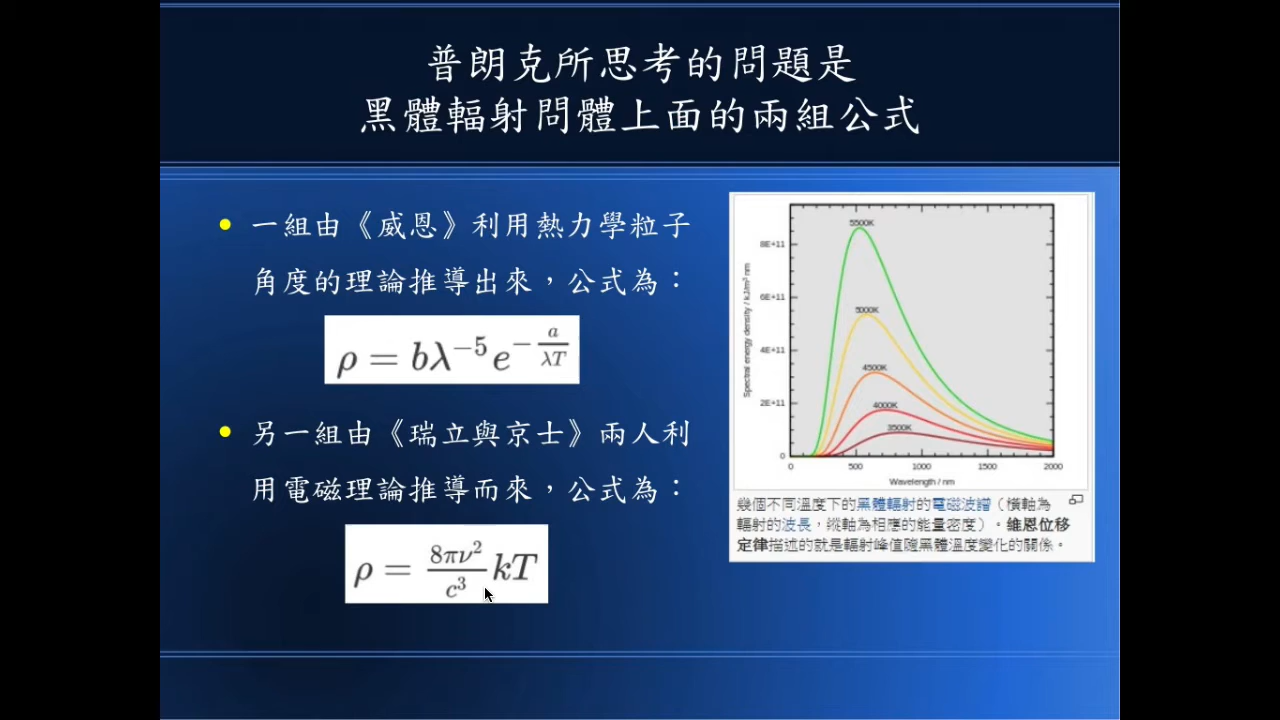 普朗克所思考的問題是
黑體輻射問體上面的兩組公式
一組由《威恩》利用熱力學粒子
角度的理論推導出來，公式為：
ρ = bλ⁻⁵e^(-a/λT)
另一組由《瑞立與京士》兩人利
用電磁理論推導而來，公式為：
ρ = 8πν²/c³ kT
5500K
8E+11
6E+11
5000K
4E+11
4500K
4000K
2E+11
3500K
0
0 500 1000 1500 2000
Wavelength / nm
Spectral energy density / kJ/m³ nm
幾個不同溫度下的黑體輻射的電磁波譜（橫軸為
輻射的波長，縱軸為相應的能量密度）。維恩位移
定律描述的就是輻射峰值隨黑體溫度變化的關係。